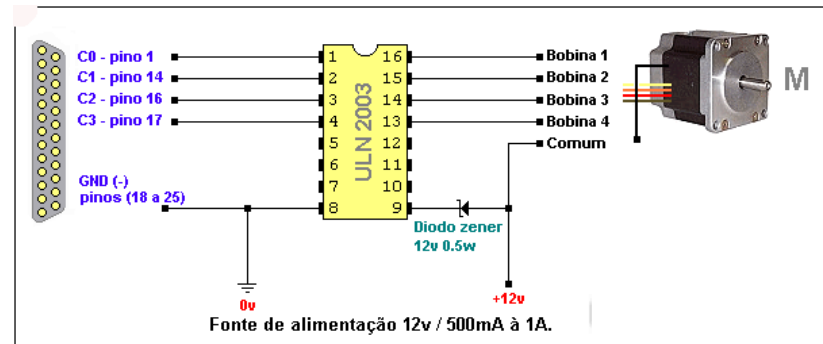 C0 - pino 1
C1 - pino 14
C2 - pino 16
C3 - pino 17
GND (-)
pinos (18 a 25)
0v
1
2
3
4
5
6
7
8
ULN 2003
16
15
14
13
12
11
10
9
Bobina 1
Bobina 2
Bobina 3
Bobina 4
Comum
Diodo zener
12v 0.5w
+12v
M
Fonte de alimentação 12v / 500mA à 1A.